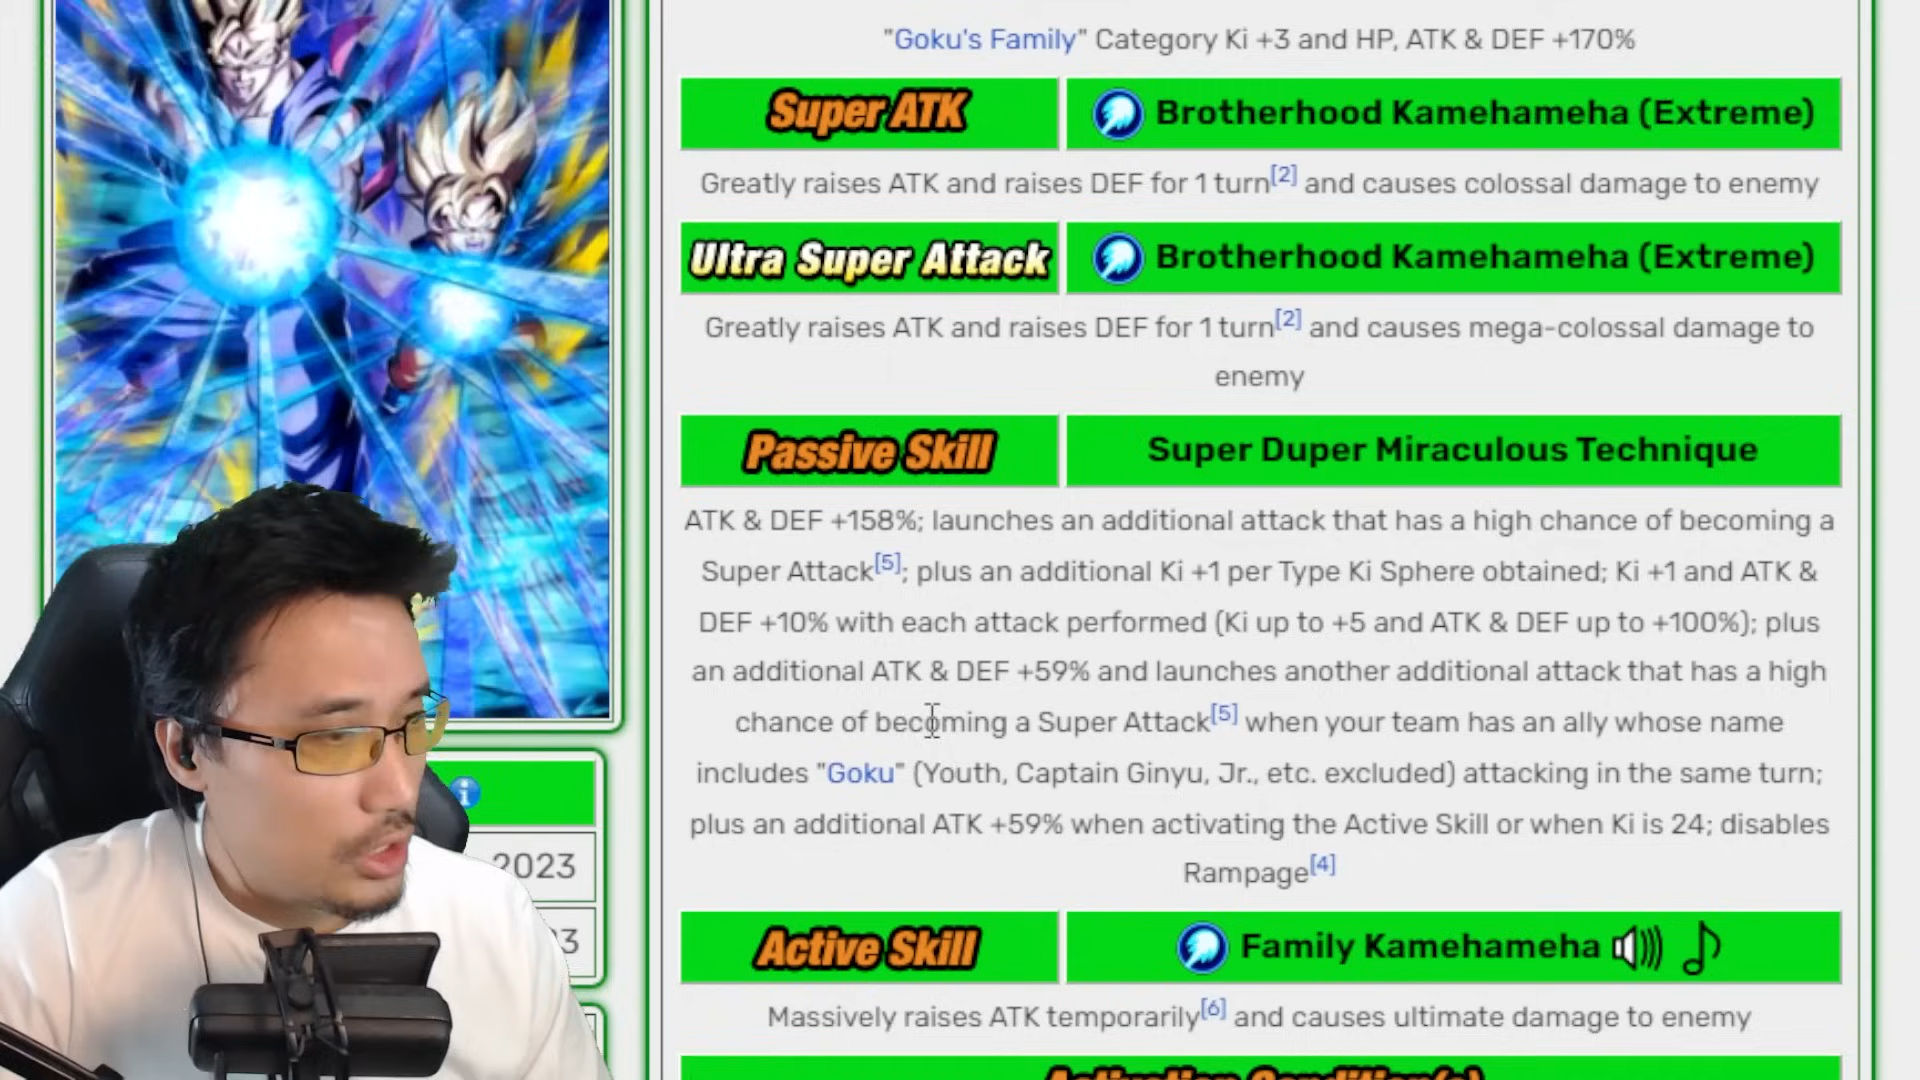 "Goku's Family" Category Ki +3 and HP, ATK & DEF +170%
Super ATK
Brotherhood Kamehameha (Extreme)
Greatly raises ATK and raises DEF for 1 turn[2] and causes colossal damage to enemy
Ultra Super Attack
Brotherhood Kamehameha (Extreme)
Greatly raises ATK and raises DEF for 1 turn[2] and causes mega-colossal damage to
enemy
Passive Skill
Super Duper Miraculous Technique
ATK & DEF +158%; launches an additional attack that has a high chance of becoming a
Super Attack[5]; plus an additional Ki +1 per Type Ki Sphere obtained; Ki +1 and ATK &
DEF +10% with each attack performed (Ki up to +5 and ATK & DEF up to +100%); plus
an additional ATK & DEF +59% and launches another additional attack that has a high
chance of becoming a Super Attack[5] when your team has an ally whose name
includes "Goku" (Youth, Captain Ginyu, Jr., etc. excluded) attacking in the same turn;
plus an additional ATK +59% when activating the Active Skill or when Ki is 24; disables
Rampage[4]
Active Skill
Family Kamehameha
Massively raises ATK temporarily[6] and causes ultimate damage to enemy
Activation Condition(s)
i
2023
3